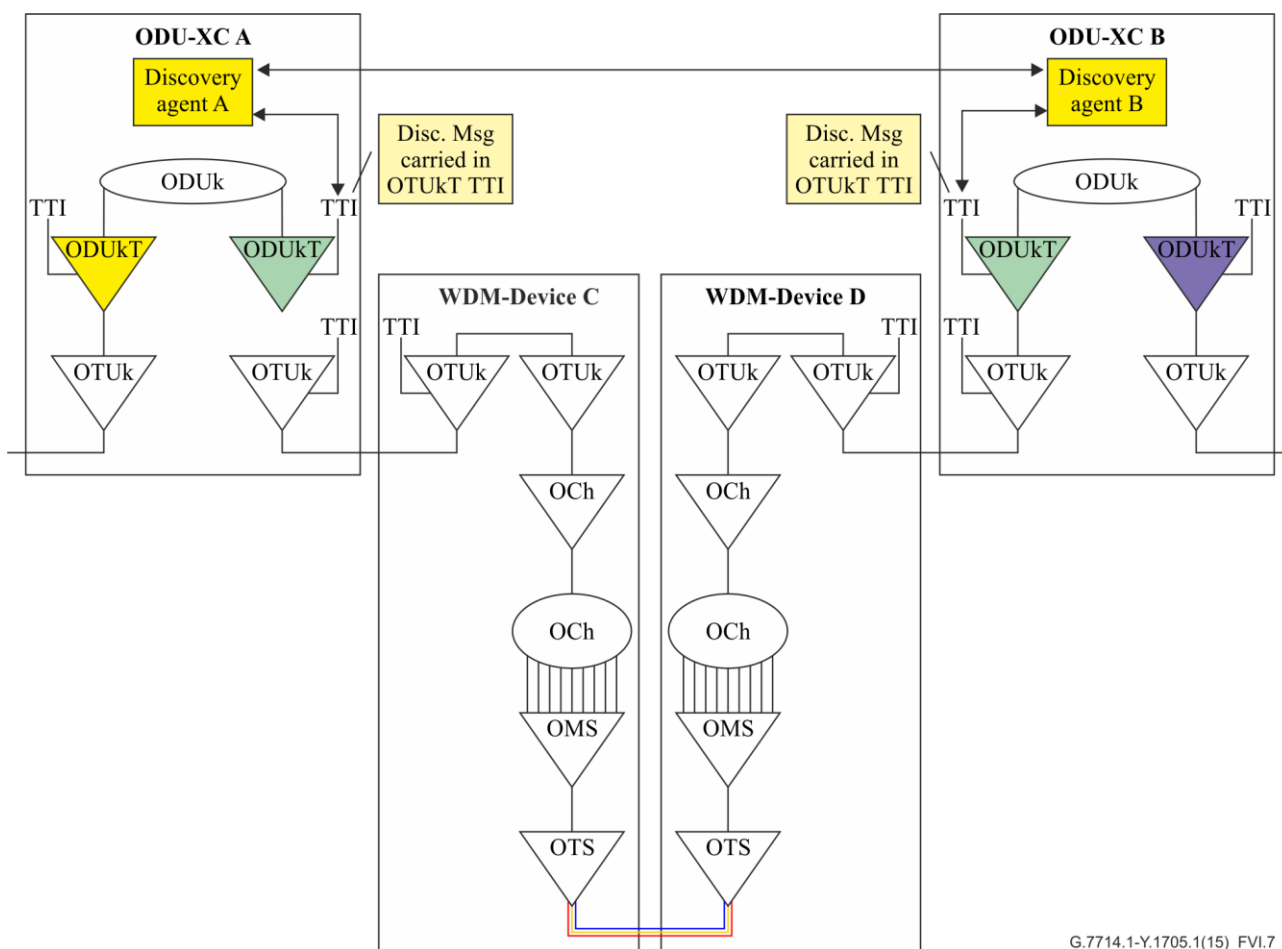 ODU-XC A
ODU-XC B
Discovery
agent A
Discovery
agent B
Disc. Msg
carried in
OTUkT TTI
Disc. Msg
carried in
OTUkT TTI
ODUk
ODUk
TTI
TTI
TTI
TTI
ODUkT
ODUkT
ODUkT
ODUkT
WDM-Device C
WDM-Device D
TTI
TTI
TTI
TTI
OTUk
OTUk
OTUk
OTUk
OTUk
OTUk
OTUk
OTUk
OCh
OCh
OCh
OCh
OMS
OMS
OTS
OTS
G.7714.1-Y.1705.1(15)_FVI.7